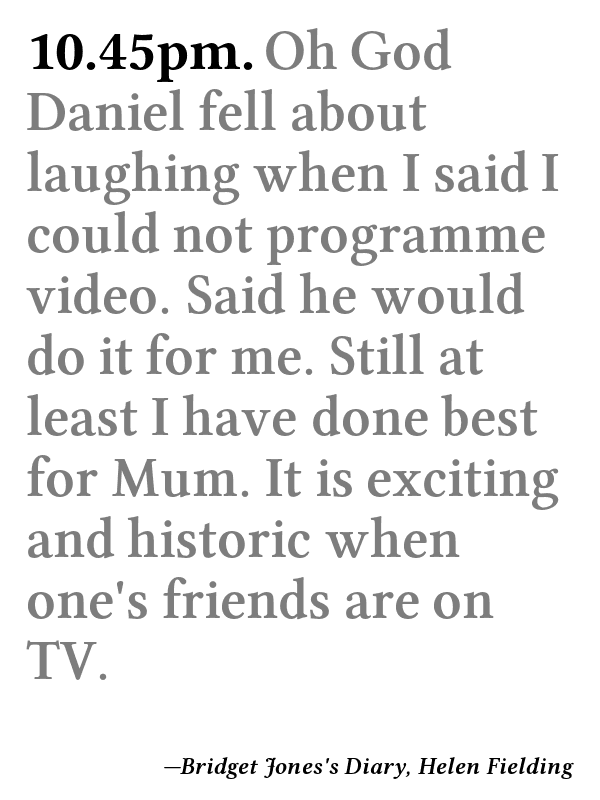 10.45pm. Oh God
Daniel fell about
laughing when I said I
could not programme
video. Said he would
do it for me. Still at
least I have done best
for Mum. It is exciting
and historic when
one's friends are on
TV.
—Bridget Jones's Diary, Helen Fielding